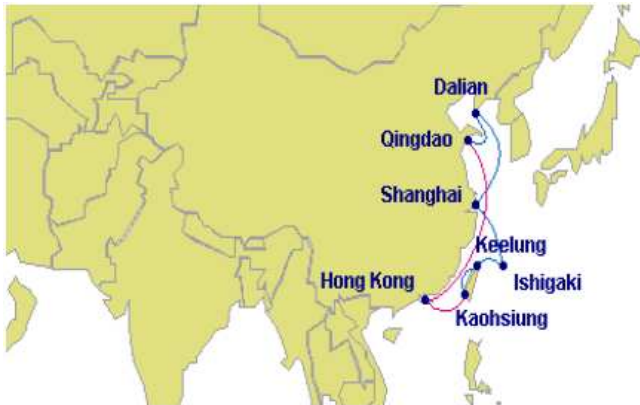 Dalian
Qingdao
Shanghai
Keelung
Hong Kong
Ishigaki
Kaohsiung